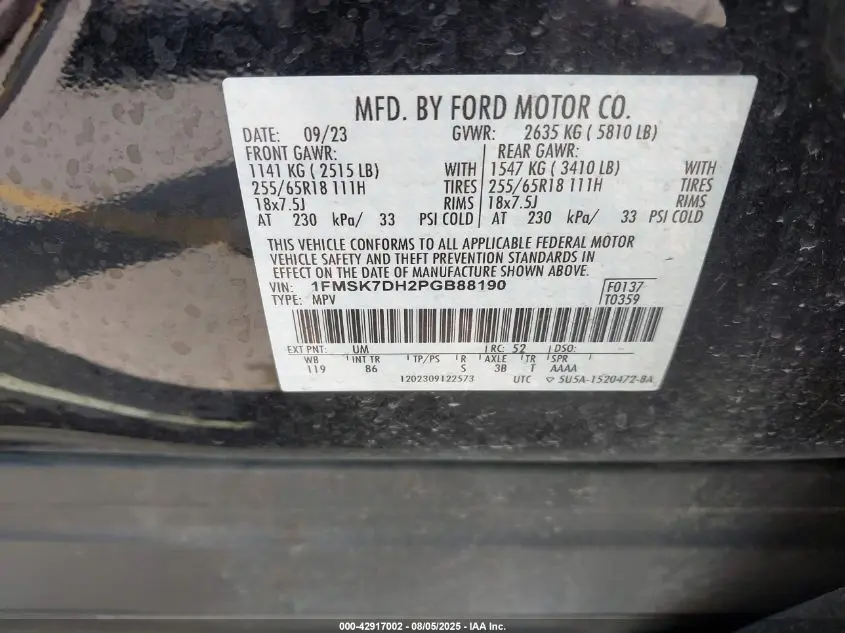 MFD. BY FORD MOTOR CO.
DATE: 09/23 GVWR: 2635 KG ( 5810 LB)
FRONT GAWR: REAR GAWR:
1141 KG ( 2515 LB) WITH 1547 KG ( 3410 LB) WITH
255/65R18 111H TIRES 255/65R18 111H TIRES
18x7.5J RIMS 18x7.5J RIMS
AT 230 kPa/ 33 PSI COLD AT 230 kPa/ 33 PSI COLD
THIS VEHICLE CONFORMS TO ALL APPLICABLE FEDERAL MOTOR
VEHICLE SAFETY AND THEFT PREVENTION STANDARDS IN
EFFECT ON THE DATE OF MANUFACTURE SHOWN ABOVE.
VIN: 1FMSK7DH2PGB88190 F0137
TYPE: MPV T0359
EXT PNT: UM RC: 52 DSO:
WB INT TR TP/PS R AXLE TR SPR
119 86 S 3B T AAAA
1202309122573 UTC 5U5A-1520472-BA
000-42917002 - 08/05/2025 - IAA Inc.